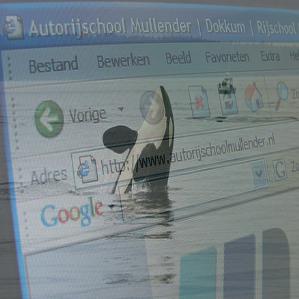 Autorijschool Mullender | Dokkum | Rijschool
Bestand Bewerken Beeld Favorieten Extra
Vorige
Adres http://www.autorijschoolmullender.nl
Google